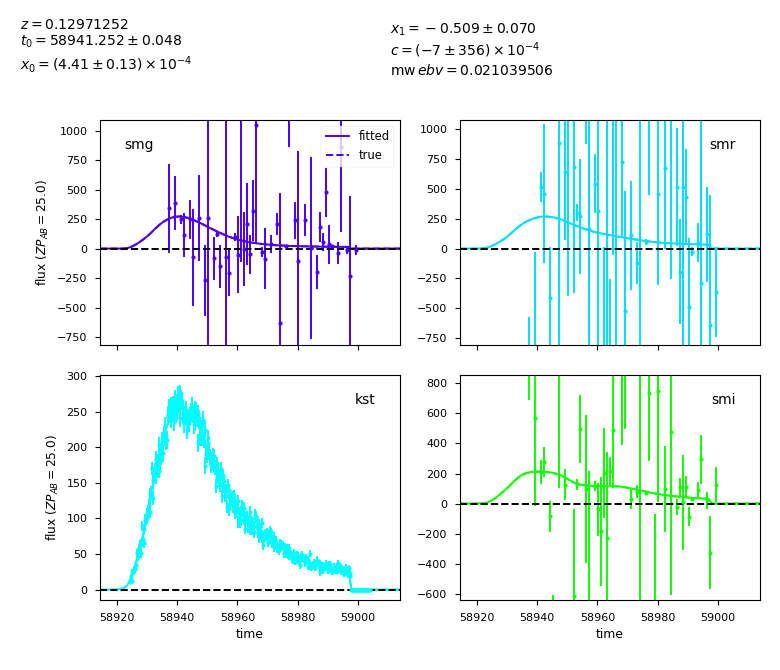 z = 0.12971252
t₀ = 58941.252 ± 0.048
x₀ = (4.41 ± 0.13) × 10⁻⁴
x₁ = −0.509 ± 0.070
c = (−7 ± 356) × 10⁻⁴
mw ebv = 0.021039506
smg
fitted
true
1000
750
500
250
0
−250
−500
−750
flux (ZP_AB = 25.0)
smr
1000
750
500
250
0
−250
−500
−750
kst
300
250
200
150
100
50
0
flux (ZP_AB = 25.0)
58920 58940 58960 58980 59000
time
smi
800
600
400
200
0
−200
−400
−600
58920 58940 58960 58980 59000
time